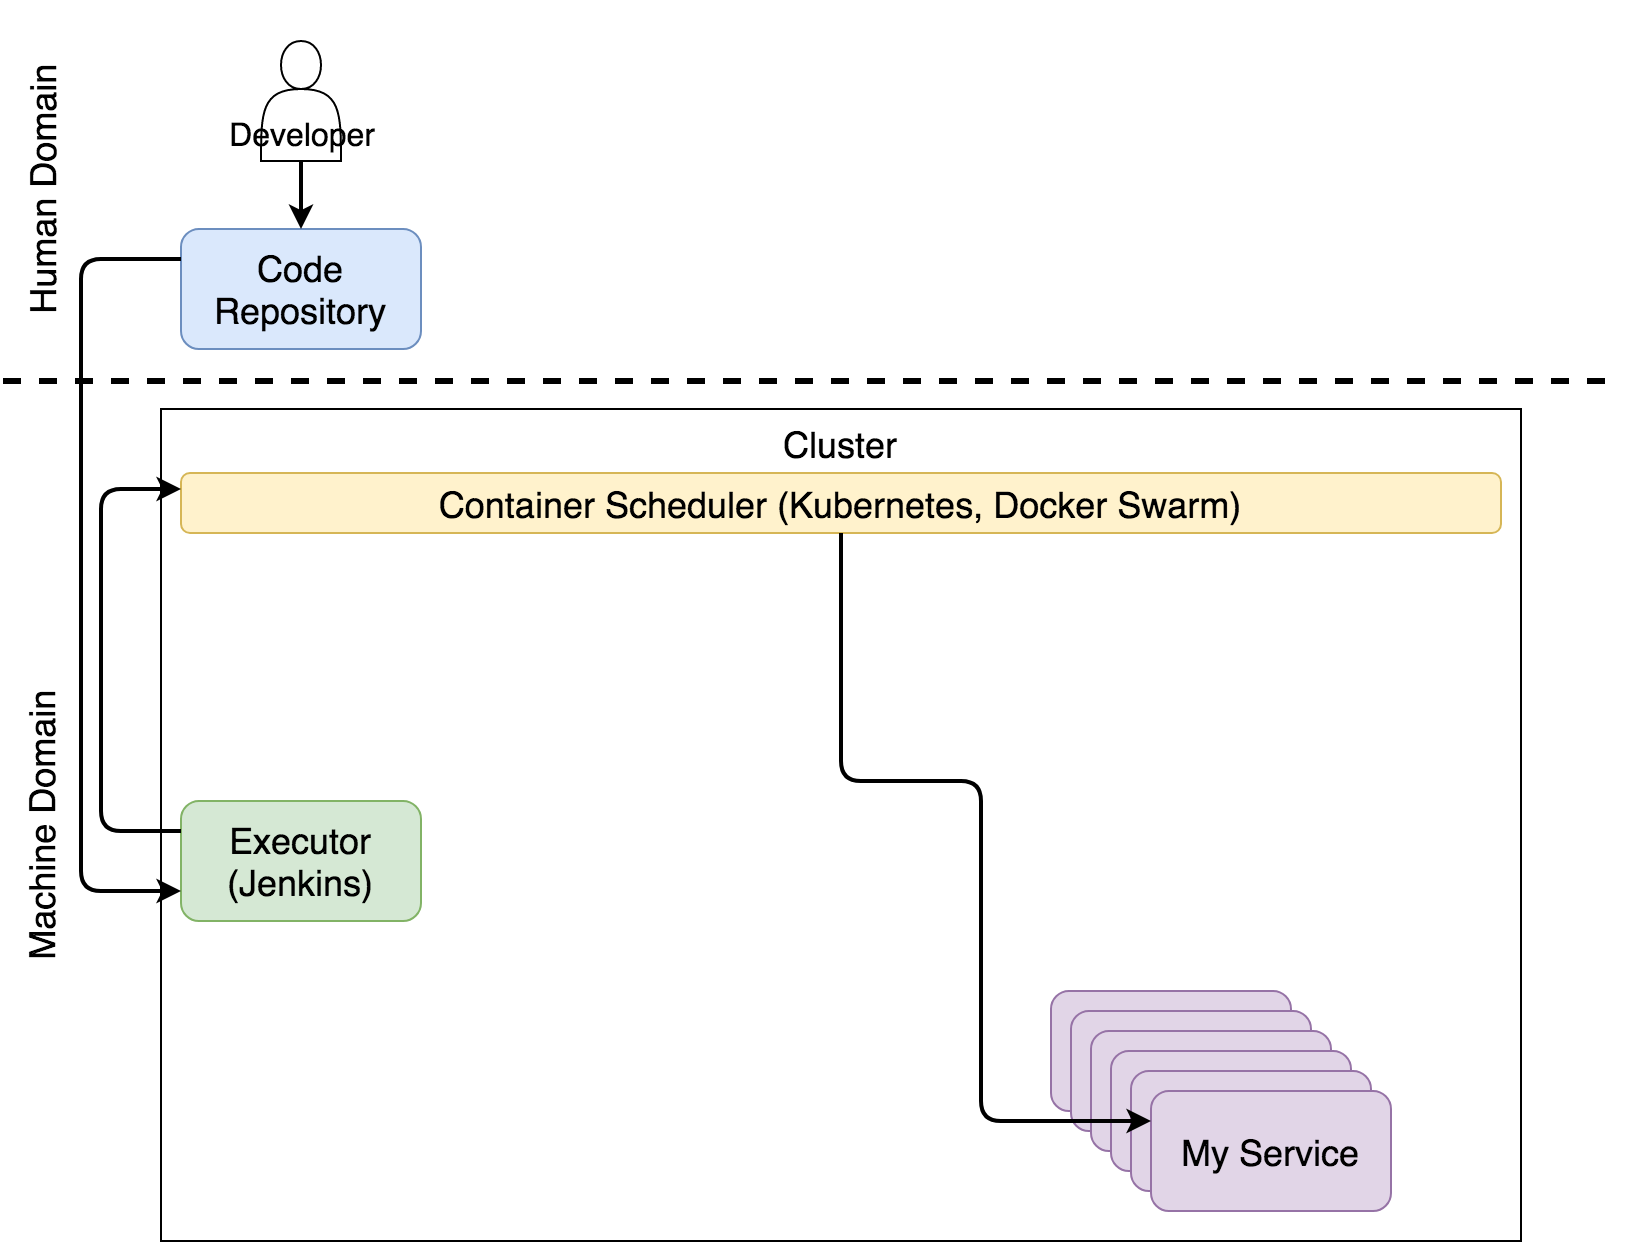 Human Domain
Developer
Code
Repository
Cluster
Container Scheduler (Kubernetes, Docker Swarm)
Machine Domain
Executor
(Jenkins)
My Service